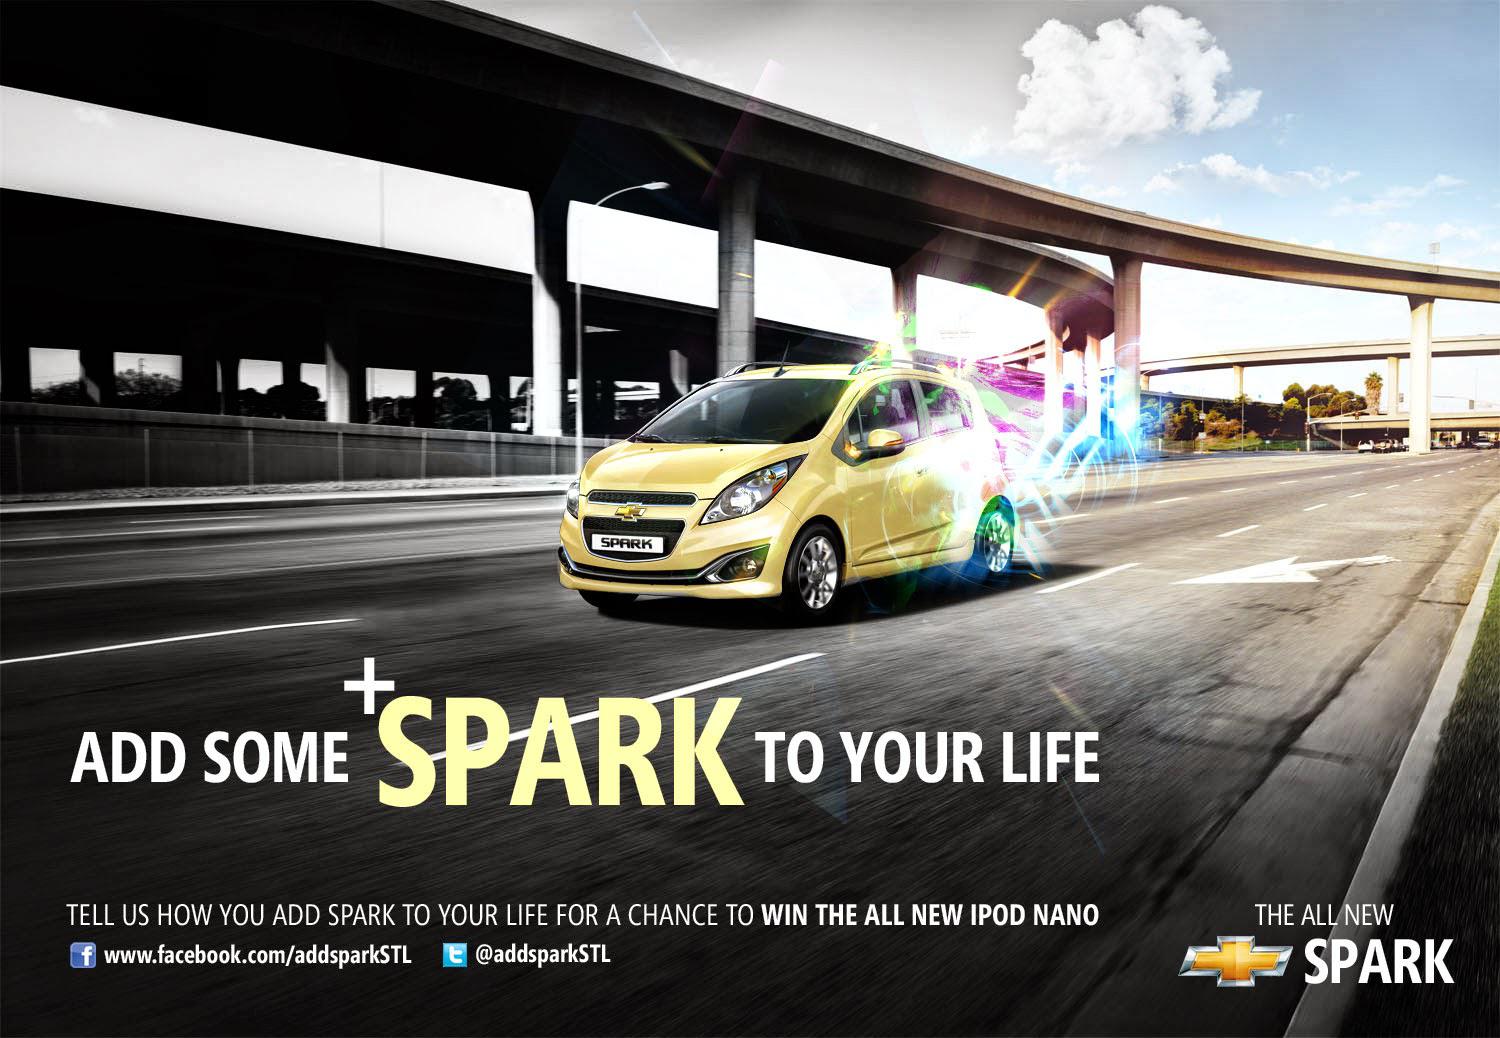 SPARK
ADD SOME +SPARK TO YOUR LIFE
TELL US HOW YOU ADD SPARK TO YOUR LIFE FOR A CHANCE TO WIN THE ALL NEW IPOD NANO
www.facebook.com/addsparkSTL @addsparkSTL
THE ALL NEW
SPARK